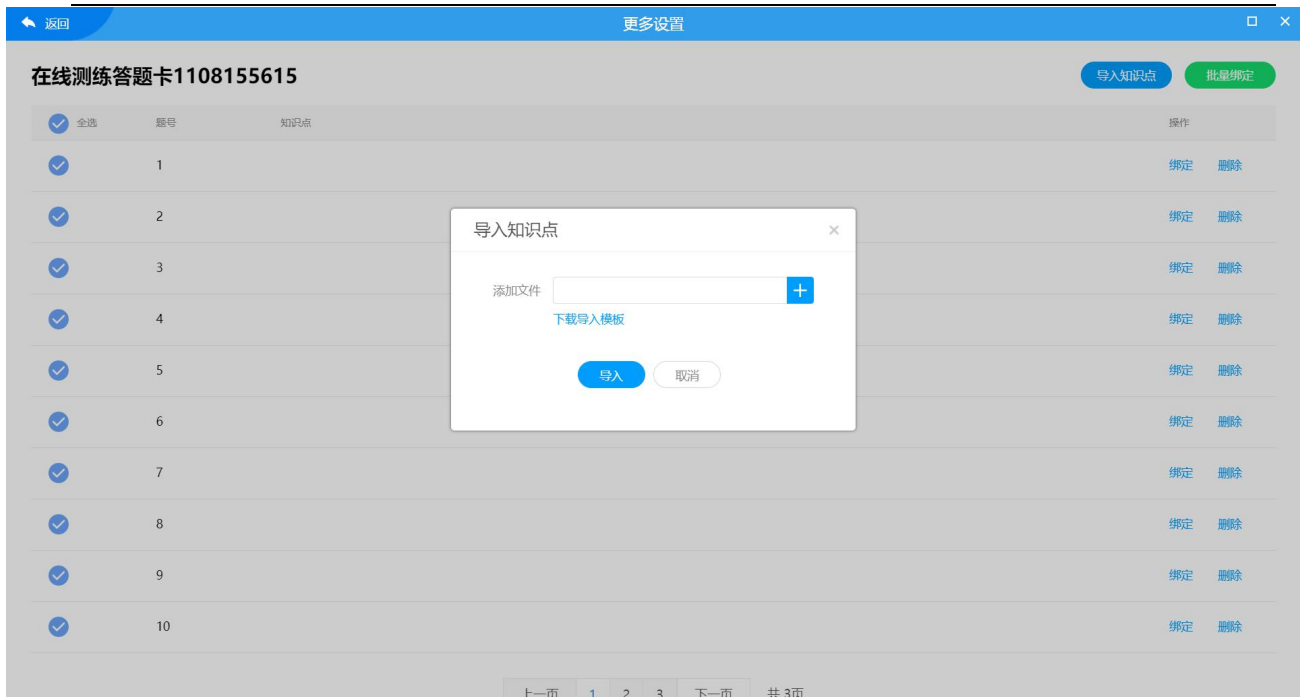 返回 更多设置
在线测练答题卡1108155615 导入知识点 批量绑定
全选 题号 知识点 操作
1 绑定 删除
2 绑定 删除
导入知识点
3 绑定 删除
添加文件
4 下载导入模板 绑定 删除
5 绑定 删除
导入 取消
6 绑定 删除
7 绑定 删除
8 绑定 删除
9 绑定 删除
10 绑定 删除
上一页 1 2 3 下一页 共 3页